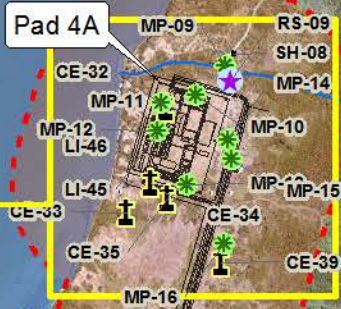 MP-09
RS-09
Pad 4A
SH-08
CE-32
MP-14
MP-11
MP-12
MP-10
LI-46
LI-45
MP-15
CE-33
CE-34
CE-35
CE-39
MP-16